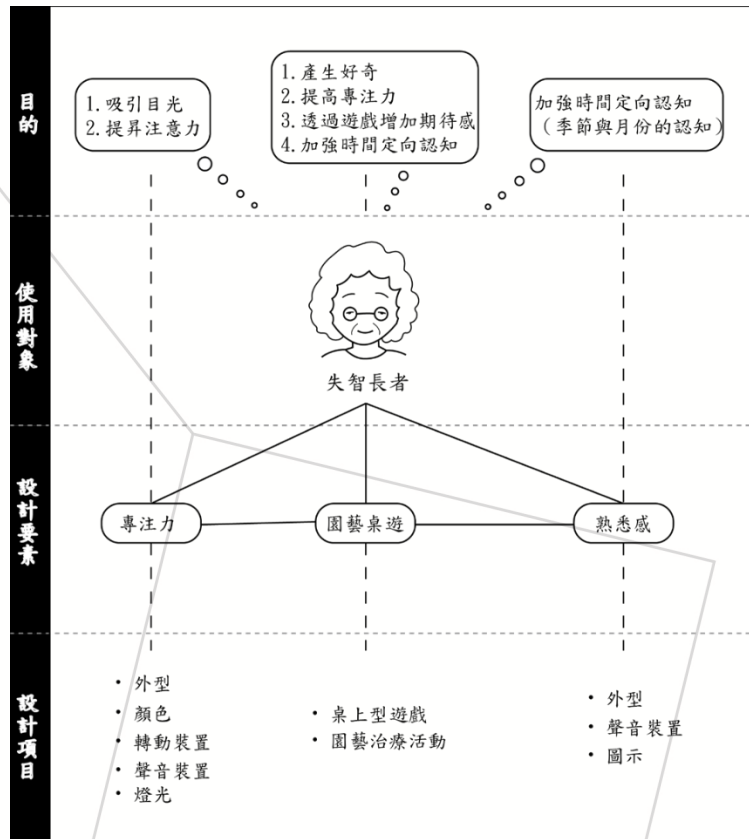 目的
1. 吸引目光
2. 提昇注意力
1. 產生好奇
2. 提高專注力
3. 透過遊戲增加期待感
4. 加強時間定向認知
加強時間定向認知
（季節與月份的認知）
使用對象
失智長者
設計要素
專注力
園藝桌遊
熟悉感
設計項目
・外型
・顏色
・轉動裝置
・聲音裝置
・燈光
・桌上型遊戲
・園藝治療活動
・外型
・聲音裝置
・圖示